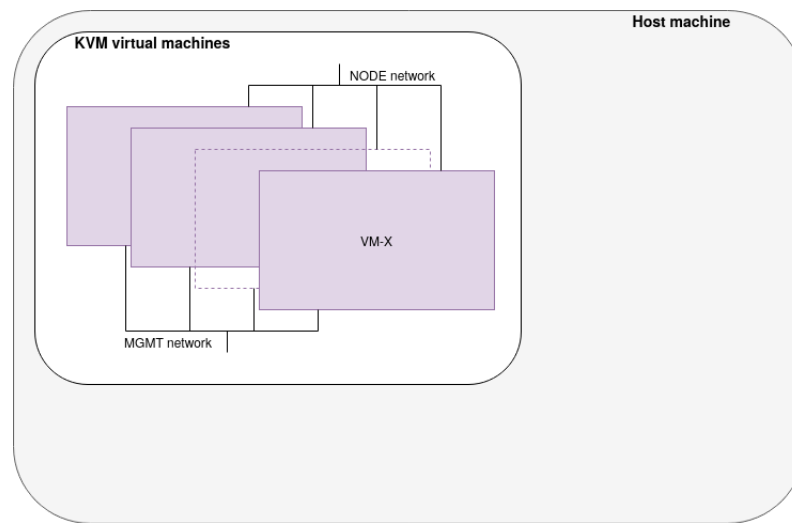 Host machine
KVM virtual machines
NODE network
VM-X
MGMT network